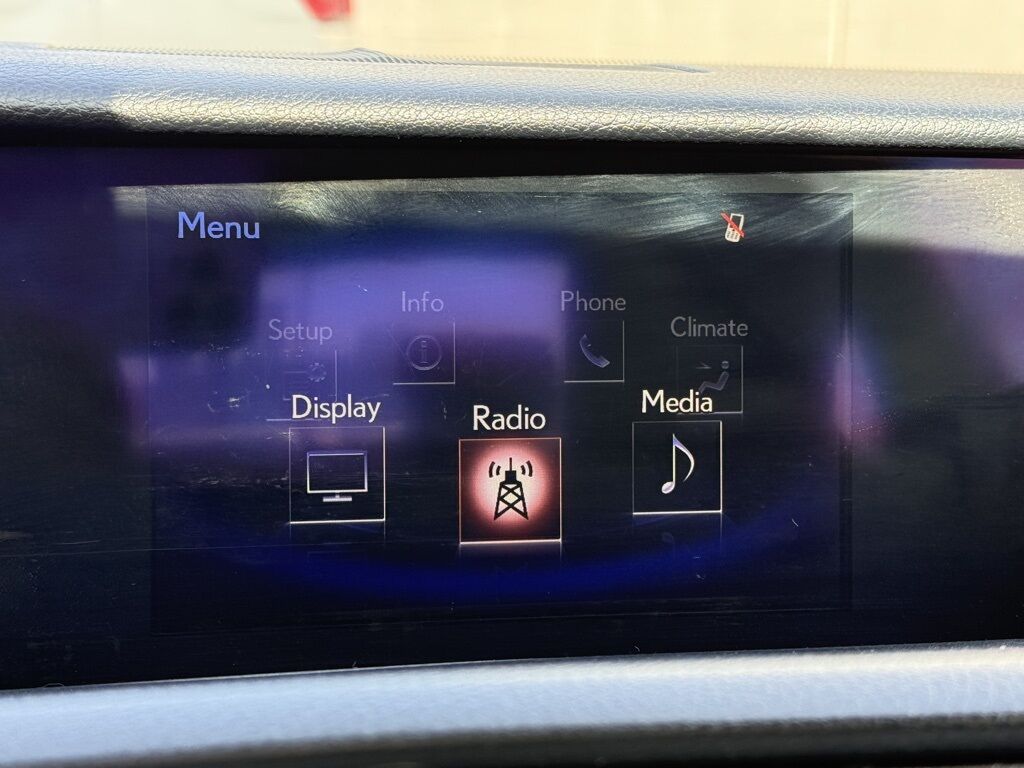 Menu
Info
Phone
Setup
Climate
Display
Radio
Media